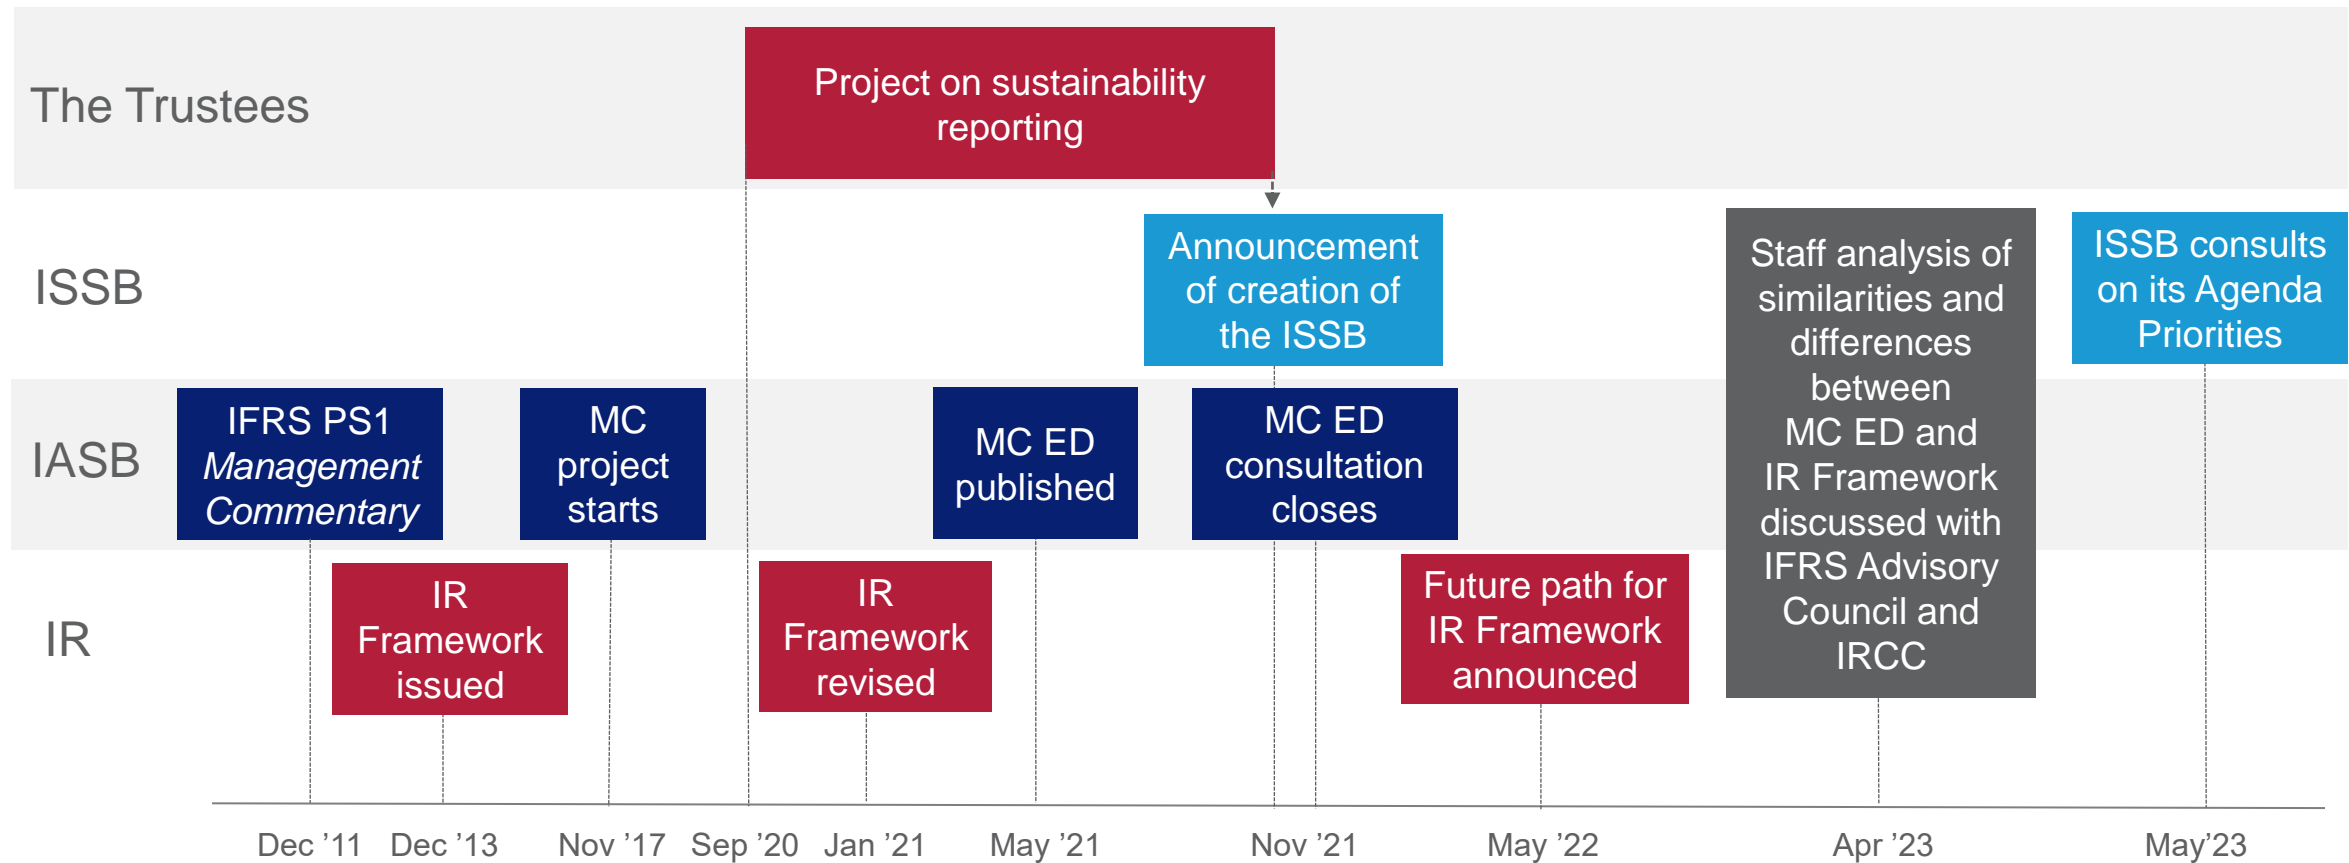 The Trustees
Project on sustainability
reporting
ISSB
Announcement
of creation of
the ISSB
Staff analysis of
similarities and
differences
between
MC ED and
IR Framework
discussed with
IFRS Advisory
Council and
IRCC
ISSB consults
on its Agenda
Priorities
IASB
IFRS PS1
Management
Commentary
MC
project
starts
MC ED
published
MC ED
consultation
closes
IR
IR
Framework
issued
IR
Framework
revised
Future path for
IR Framework
announced
Dec ’11
Dec ’13
Nov ’17
Sep ’20
Jan ’21
May ’21
Nov ’21
May ’22
Apr ’23
May’23